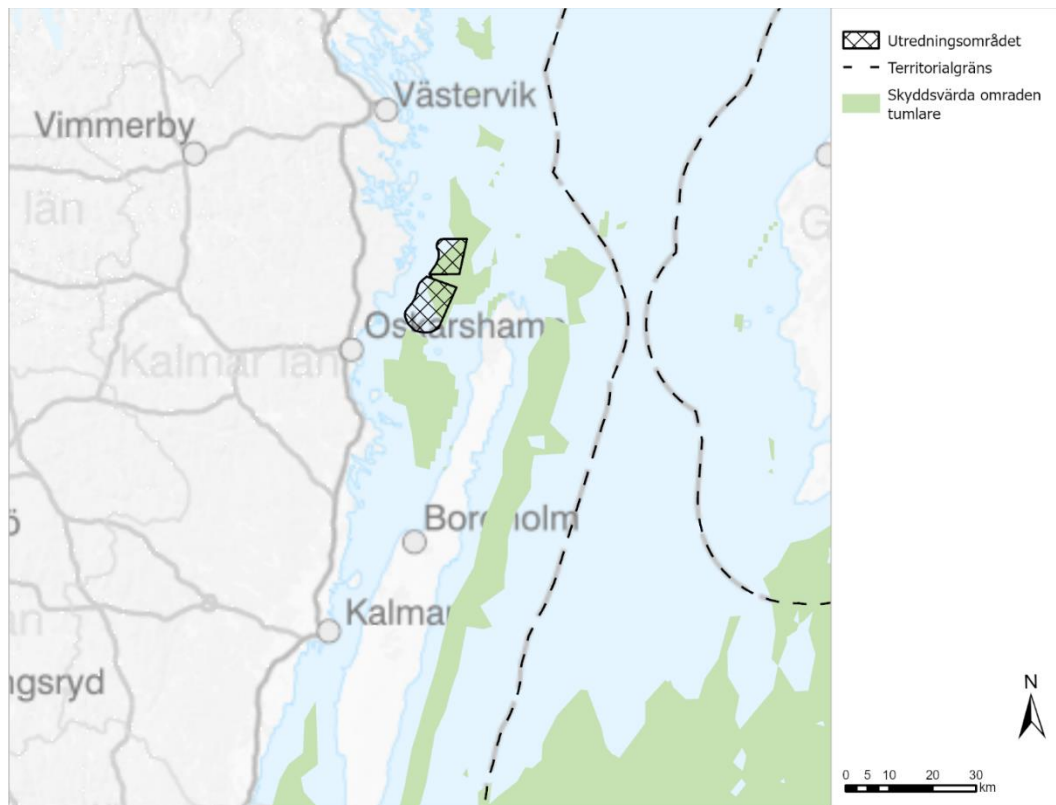 Västervik
Vimmerby
län
G
Oskarshamn
Kalmar län
Borgholm
Kalmar
ngsryd
Utredningsområdet
Territorialgräns
Skyddsvärda omraden
tumlare
N
0 5 10 20 30
km